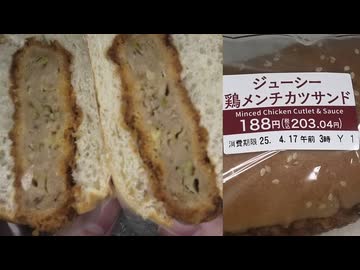 ジューシー
鶏メンチカツサンド
Minced Chicken Cutlet & Sauce
188円(税込203.04円)
消費期限 25. 4.17午前 3時 Y 1